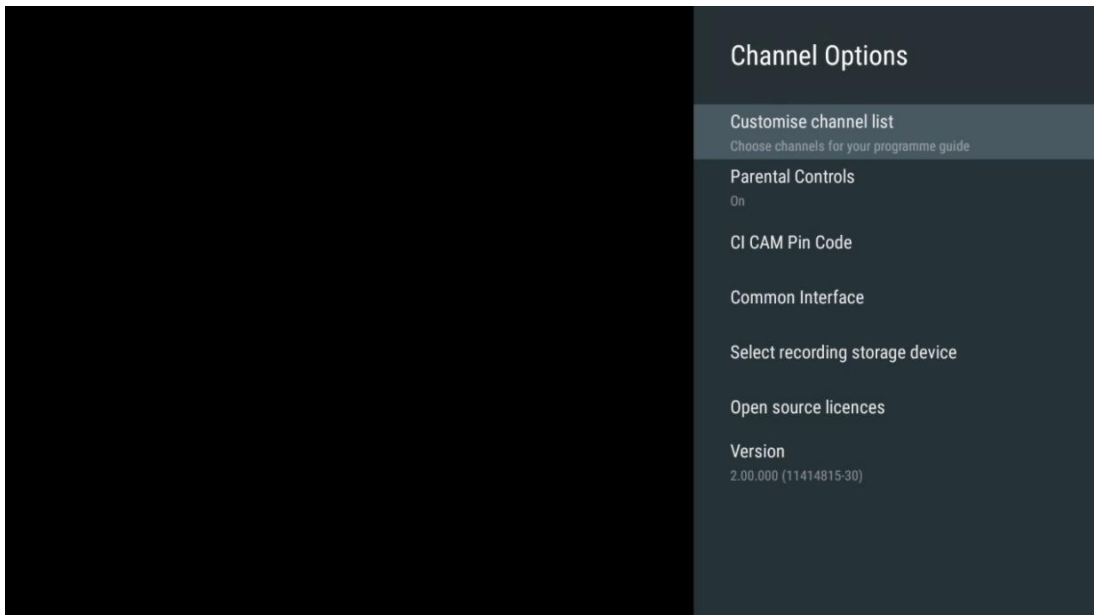 Channel Options
Customise channel list
Choose channels for your programme guide
Parental Controls
On
CI CAM Pin Code
Common Interface
Select recording storage device
Open source licences
Version
2.00.000 (11414815-30)